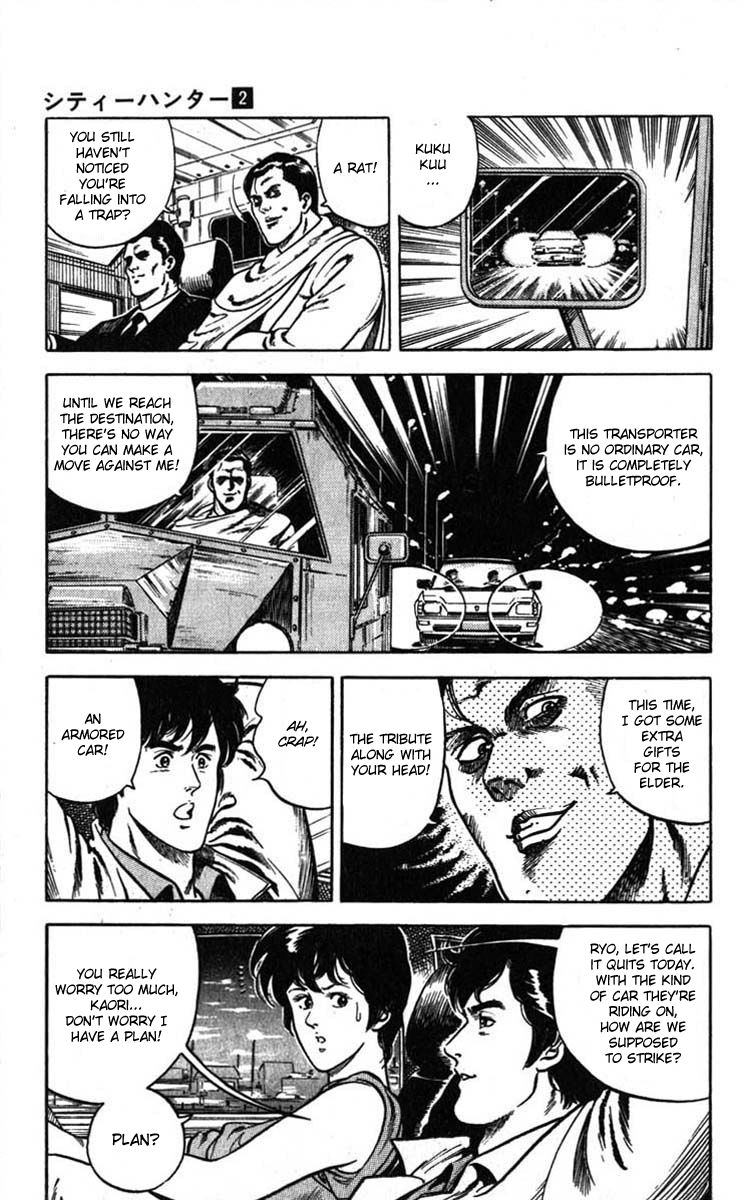 シティーハンター2
KUKU
KUU
...
A RAT!
YOU STILL
HAVEN'T
NOTICED
YOU'RE
FALLING INTO
A TRAP?
THIS TRANSPORTER
IS NO ORDINARY CAR,
IT IS COMPLETELY
BULLETPROOF.
UNTIL WE REACH
THE DESTINATION,
THERE'S NO WAY
YOU CAN MAKE A
MOVE AGAINST ME!
THIS TIME,
I GOT SOME
EXTRA
GIFTS
FOR THE
ELDER.
THE TRIBUTE
ALONG WITH
YOUR HEAD!
AH,
CRAP!
AN
ARMORED
CAR!
RYO, LET'S CALL
IT QUITS TODAY.
WITH THE KIND
OF CAR THEY'RE
RIDING ON,
HOW ARE WE
SUPPOSED
TO STRIKE?
YOU REALLY
WORRY TOO MUCH,
KAORI...
DON'T WORRY I
HAVE A PLAN!
PLAN?